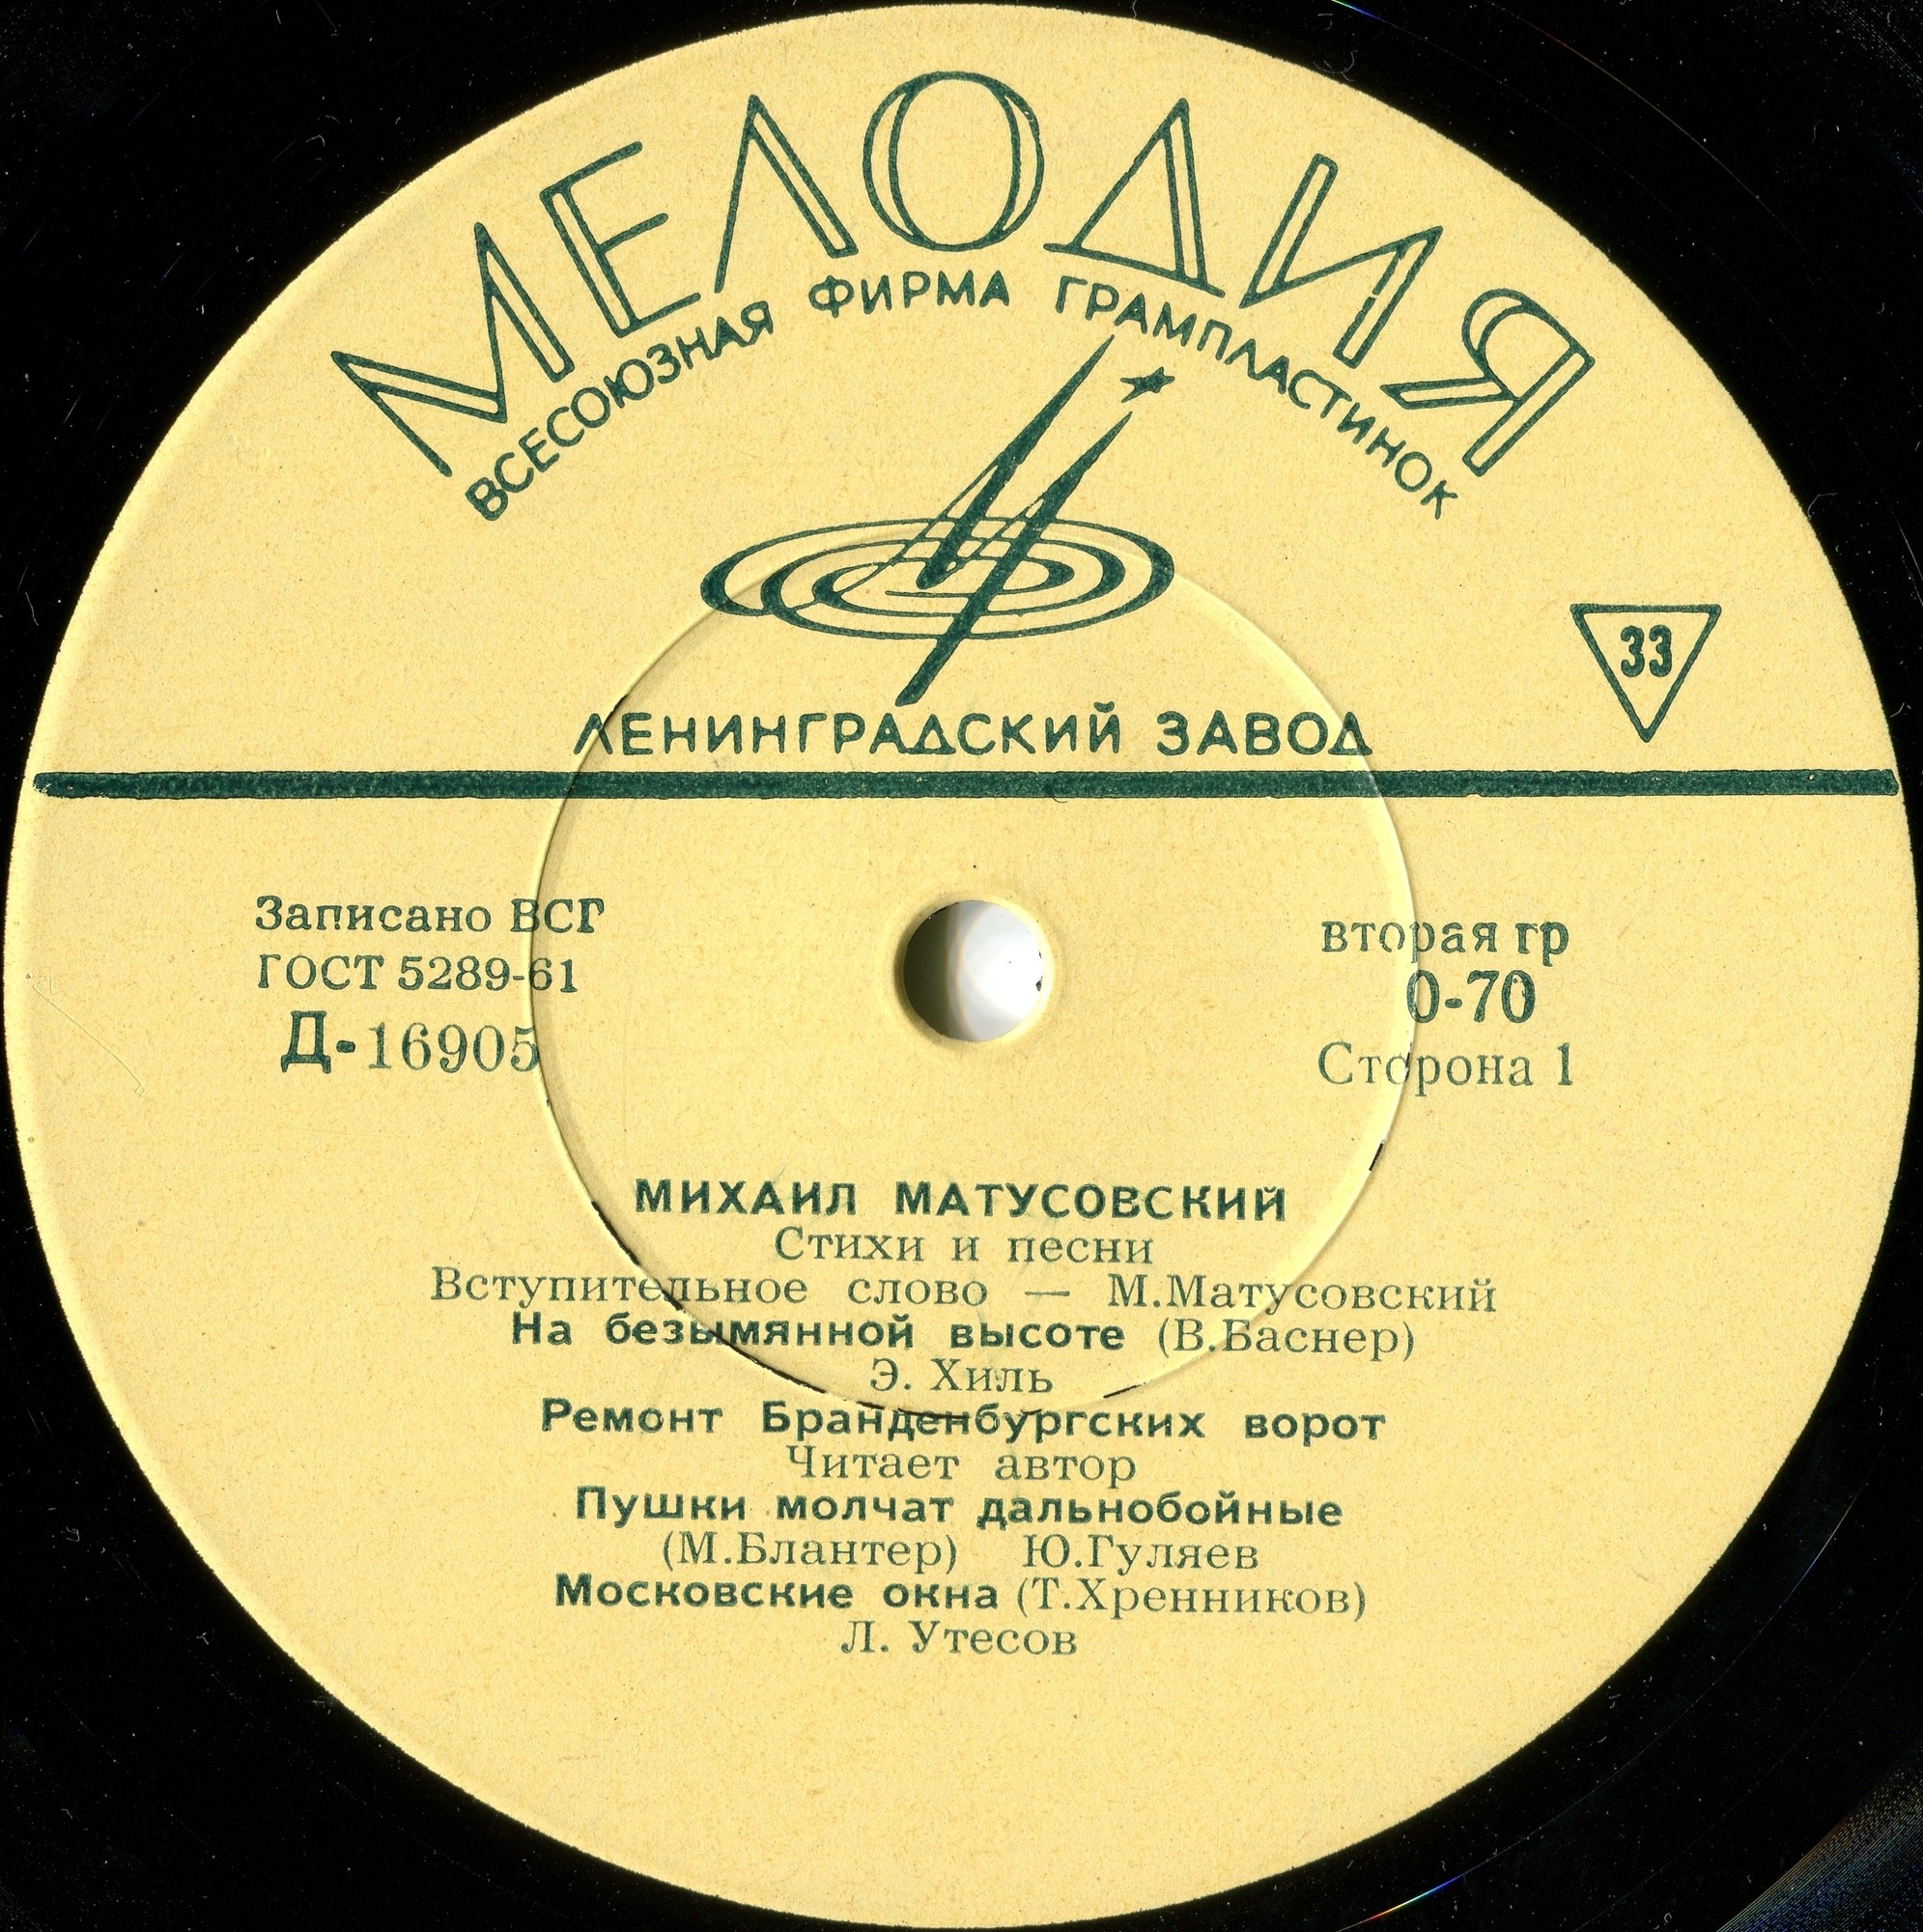 МЕЛОДИЯ
ВСЕСОЮЗНАЯ ФИРМА ГРАМПЛАСТИНОК
33
ЛЕНИНГРАДСКИЙ ЗАВОД
Записано ВСГ
ГОСТ 5289-61
Д-16905
вторая гр
0-70
Сторона 1
МИХАИЛ МАТУСОВСКИЙ
Стихи и песни
Вступительное слово — М.Матусовский
На безымянной высоте (В.Баснер)
Э. Хиль
Ремонт Бранденбургских ворот
Читает автор
Пушки молчат дальнобойные
(М.Блантер) Ю.Гуляев
Московские окна (Т.Хренников)
Л. Утесов